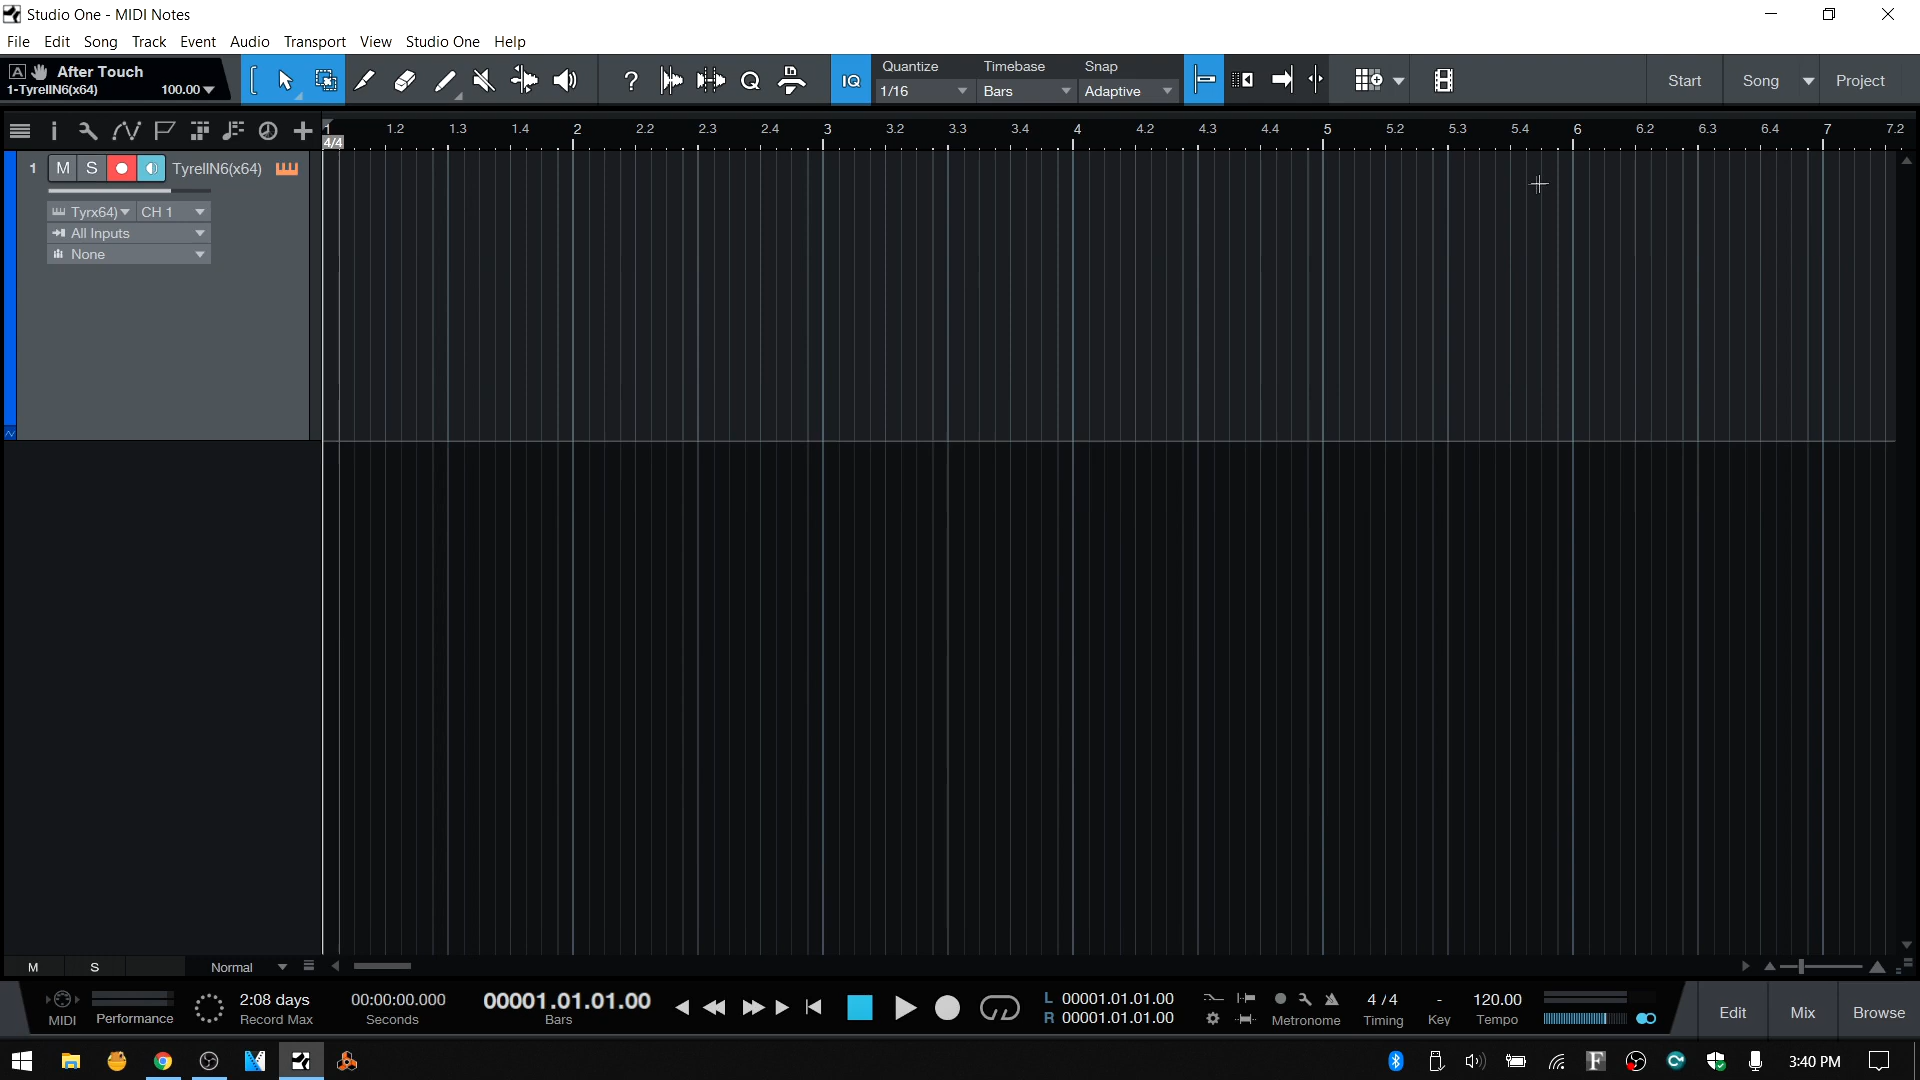 Studio One - MIDI Notes
File Edit Song Track Event Audio Transport View Studio One Help
A After Touch
1-TyrellN6(x64) 100.00
? Q IQ
Quantize Timebase Snap
1/16 Bars Adaptive
Start Song Project
1 1.2 1.3 1.4 2 2.2 2.3 2.4 3 3.2 3.3 3.4 4 4.2 4.3 4.4 5 5.2 5.3 5.4 6 6.2 6.3 6.4 7 7.2
4/4
1 M S TyrellN6(x64)
Tyrx64) CH 1
All Inputs
None
M S Normal
MIDI Performance
2:08 days
Record Max
00:00:00.000
Seconds
00001.01.01.00
Bars
L 00001.01.01.00
R 00001.01.01.00
Metronome
4 / 4
Timing
-
Key
120.00
Tempo
Edit Mix Browse
3:40 PM